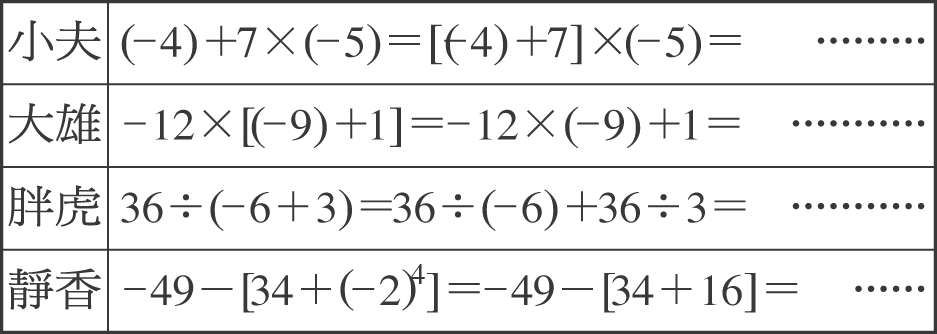 小夫 (−4)+7×(−5)=[(−4)+7]×(−5)= ………
大雄 −12×[(−9)+1]=−12×(−9)+1= …………
胖虎 36÷(−6+3)=36÷(−6)+36÷3= …………
靜香 −49−[34+(−2)⁴]=−49−[34+16]= ……